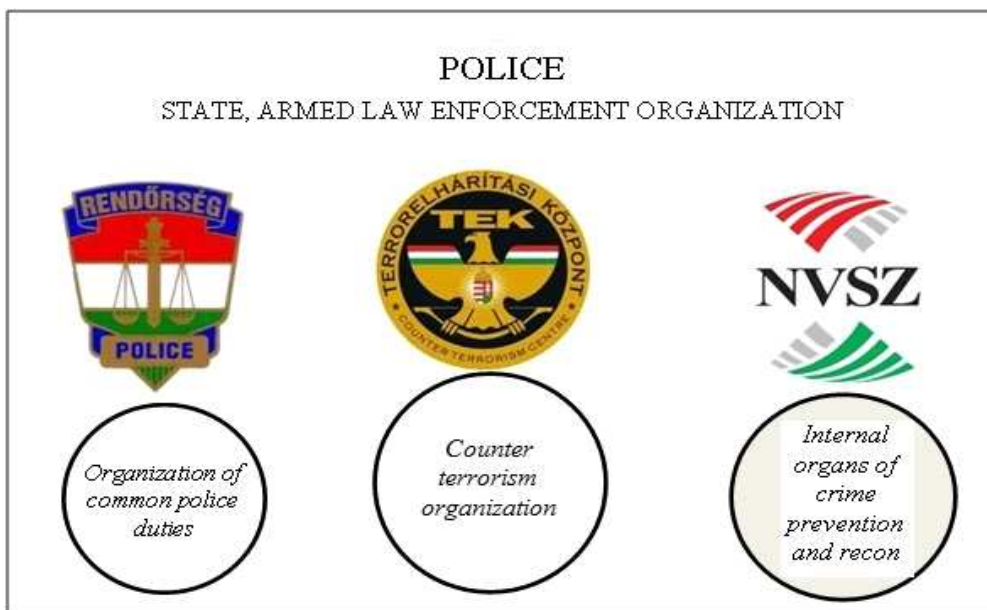 POLICE
STATE, ARMED LAW ENFORCEMENT ORGANIZATION
RENDŐRSÉG
POLICE
TERRORELHÁRÍTÁSI KÖZPONT
TEK
COUNTER TERRORISM CENTRE
NVSZ
Organization of
common police
duties
Counter
terrorism
organization
Internal
organs of
crime
prevention
and recon